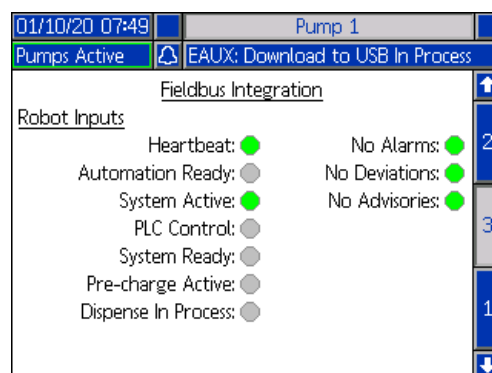 01/10/20 07:49 Pump 1
Pumps Active EAUX: Download to USB In Process
Fieldbus Integration
Robot Inputs
Heartbeat: No Alarms:
Automation Ready: No Deviations:
System Active: No Advisories:
PLC Control:
System Ready:
Pre-charge Active:
Dispense In Process:
2
3
1